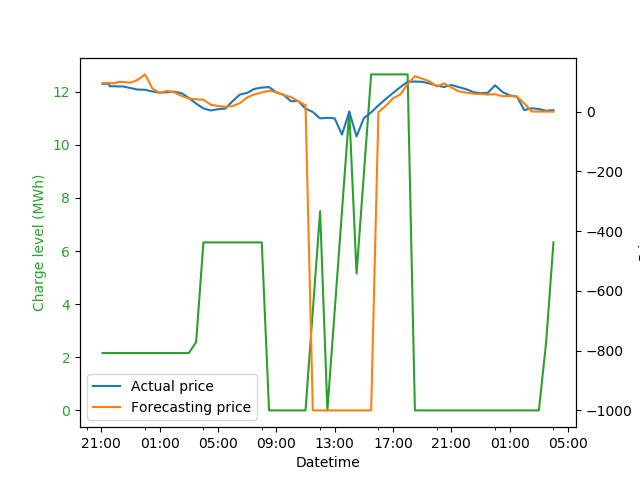 Charge level (MWh)
12
10
8
6
4
2
0
0
−200
−400
−600
−800
−1000
Actual price
Forecasting price
21:00 01:00 05:00 09:00 13:00 17:00 21:00 01:00 05:00
Datetime